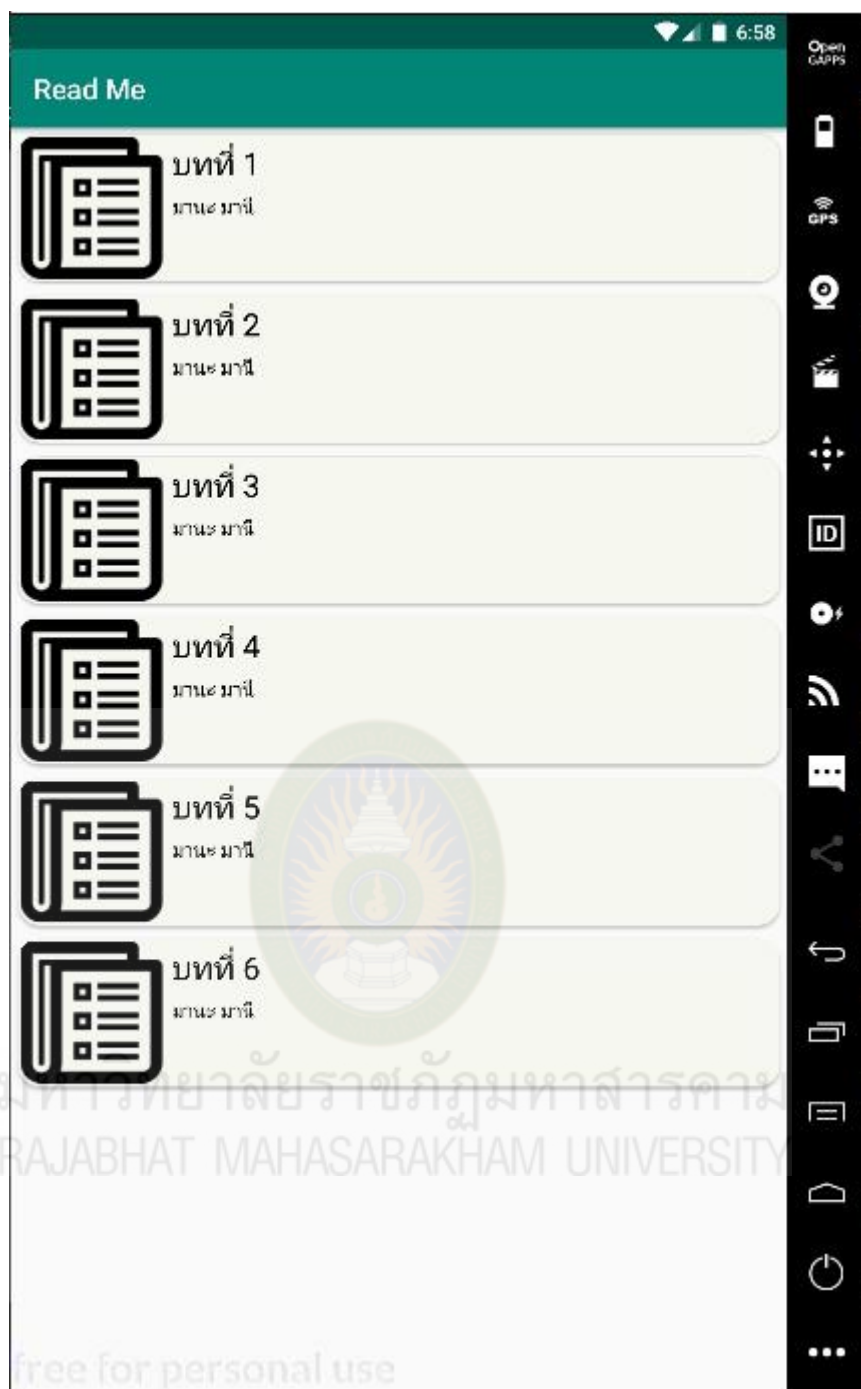 6:58
Open
GAPPS
Read Me
บทที่ 1
มานะ มานี
GPS
บทที่ 2
มานะ มานี
บทที่ 3
มานะ มานี
ID
บทที่ 4
มานะ มานี
บทที่ 5
มานะ มานี
บทที่ 6
มานะ มานี
มหาวิทยาลัยราชภัฏมหาสารคาม
RAJABHAT MAHASARAKHAM UNIVERSITY
free for personal use